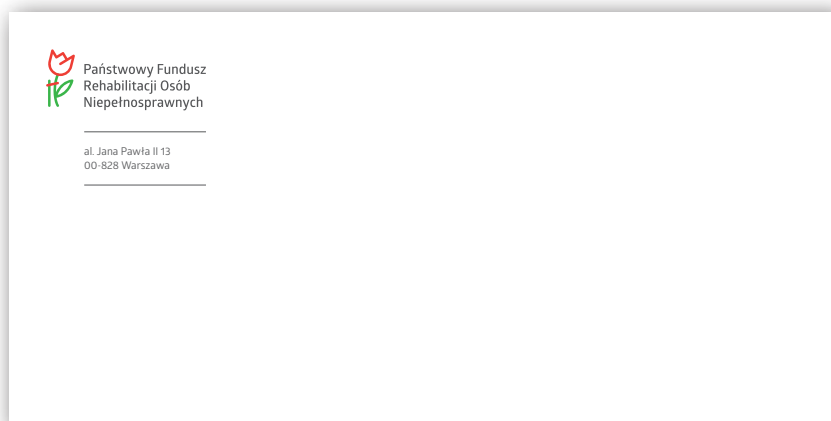 Państwowy Fundusz
Rehabilitacji Osób
Niepełnosprawnych
al. Jana Pawła II 13
00-828 Warszawa